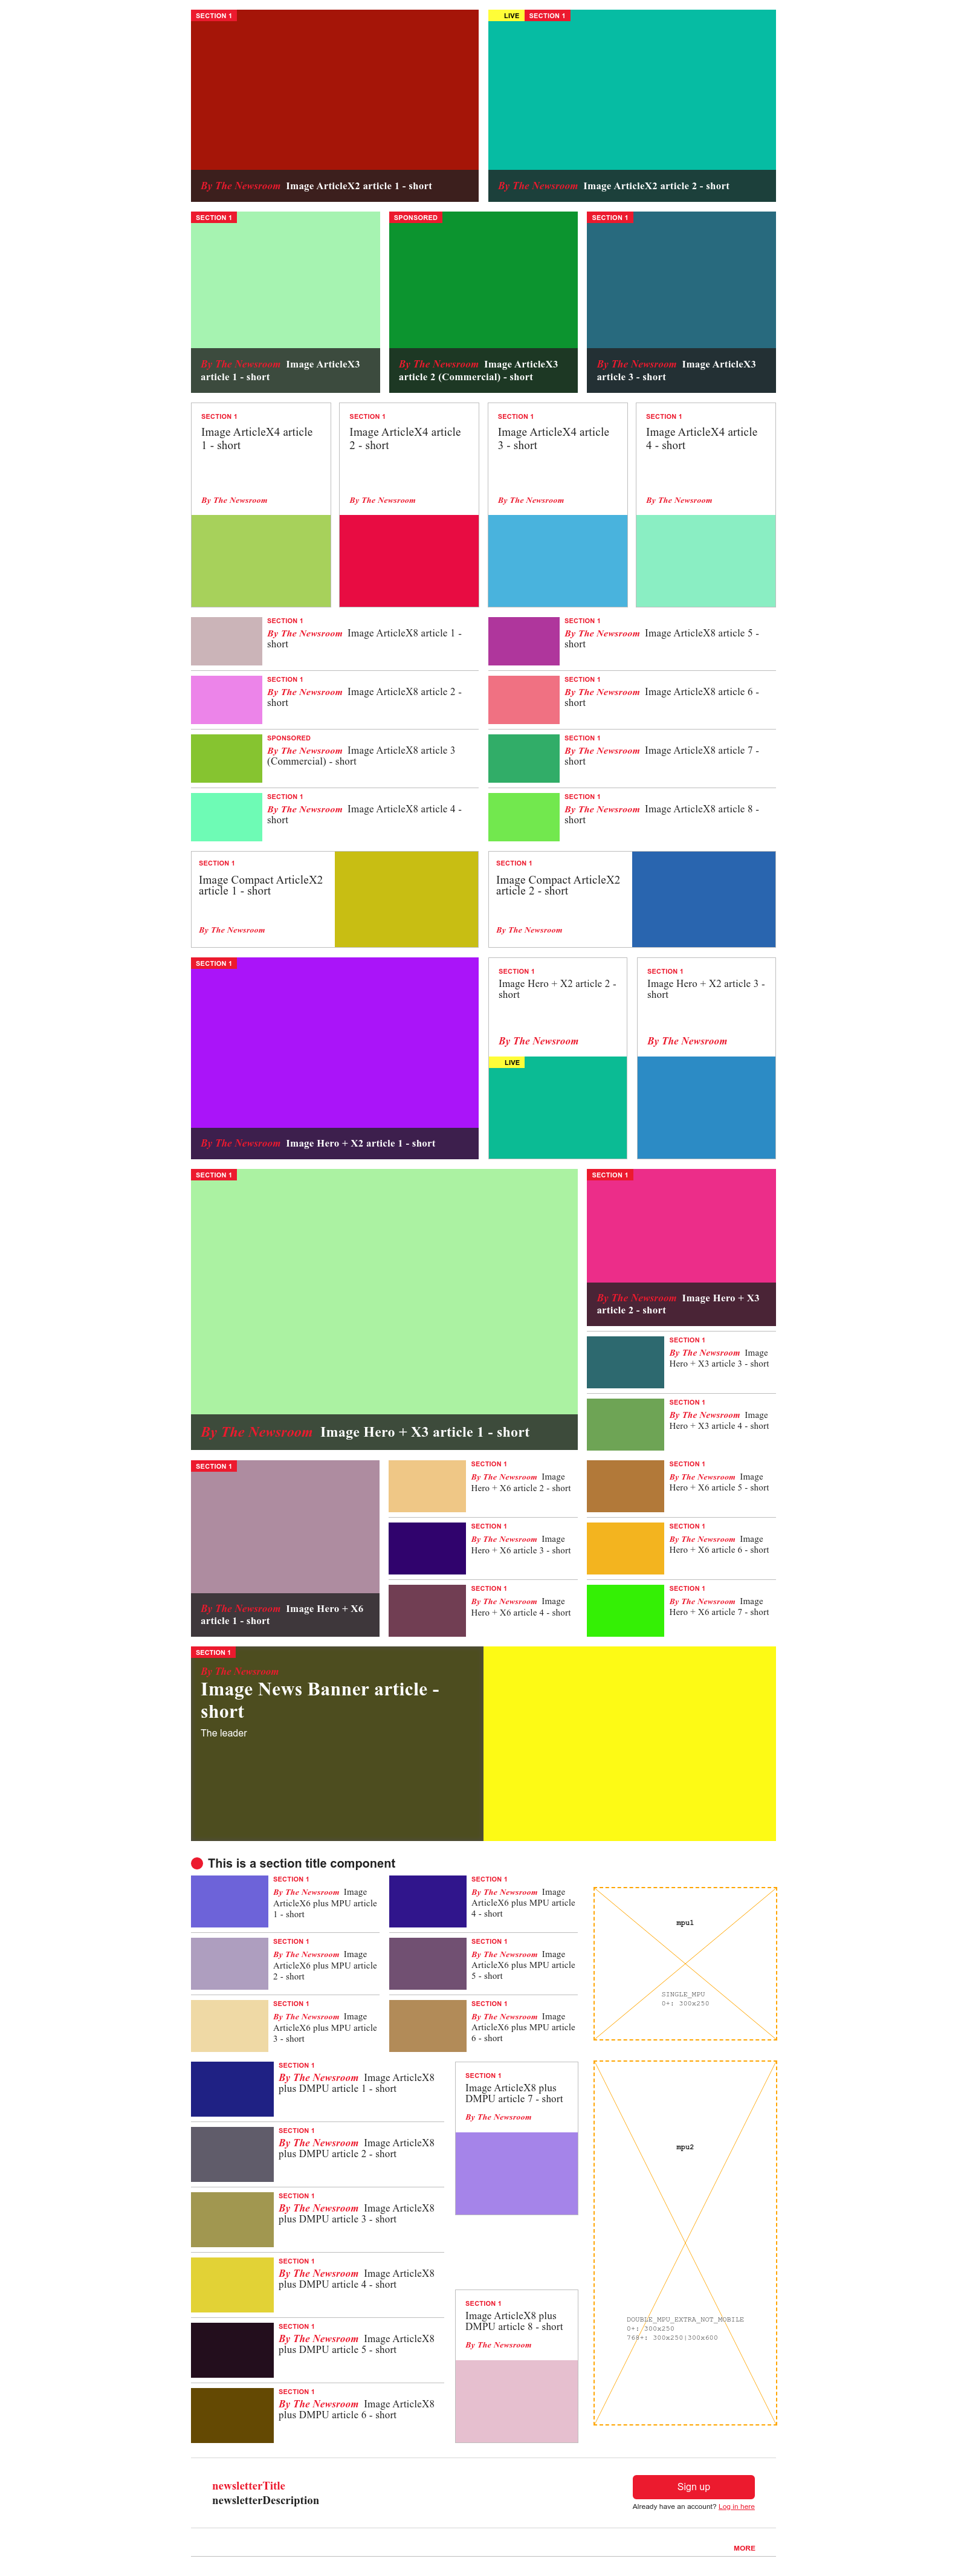 SECTION 1
By The Newsroom Image ArticleX2 article 1 - short
LIVE SECTION 1
By The Newsroom Image ArticleX2 article 2 - short
SECTION 1
By The Newsroom Image ArticleX3
article 1 - short
SPONSORED
By The Newsroom Image ArticleX3
article 2 (Commercial) - short
SECTION 1
By The Newsroom Image ArticleX3
article 3 - short
SECTION 1
Image ArticleX4 article
1 - short
By The Newsroom
SECTION 1
Image ArticleX4 article
2 - short
By The Newsroom
SECTION 1
Image ArticleX4 article
3 - short
By The Newsroom
SECTION 1
Image ArticleX4 article
4 - short
By The Newsroom
SECTION 1
By The Newsroom Image ArticleX8 article 1 -
short
SECTION 1
By The Newsroom Image ArticleX8 article 2 -
short
SPONSORED
By The Newsroom Image ArticleX8 article 3
(Commercial) - short
SECTION 1
By The Newsroom Image ArticleX8 article 4 -
short
SECTION 1
By The Newsroom Image ArticleX8 article 5 -
short
SECTION 1
By The Newsroom Image ArticleX8 article 6 -
short
SECTION 1
By The Newsroom Image ArticleX8 article 7 -
short
SECTION 1
By The Newsroom Image ArticleX8 article 8 -
short
SECTION 1
Image Compact ArticleX2
article 1 - short
By The Newsroom
SECTION 1
Image Compact ArticleX2
article 2 - short
By The Newsroom
SECTION 1
By The Newsroom Image Hero + X2 article 1 - short
SECTION 1
Image Hero + X2 article 2 -
short
By The Newsroom
LIVE
SECTION 1
Image Hero + X2 article 3 -
short
By The Newsroom
SECTION 1
By The Newsroom Image Hero + X3 article 1 - short
SECTION 1
By The Newsroom Image Hero + X3
article 2 - short
SECTION 1
By The Newsroom Image
Hero + X3 article 3 - short
SECTION 1
By The Newsroom Image
Hero + X3 article 4 - short
SECTION 1
By The Newsroom Image Hero + X6
article 1 - short
SECTION 1
By The Newsroom Image
Hero + X6 article 2 - short
SECTION 1
By The Newsroom Image
Hero + X6 article 3 - short
SECTION 1
By The Newsroom Image
Hero + X6 article 4 - short
SECTION 1
By The Newsroom Image
Hero + X6 article 5 - short
SECTION 1
By The Newsroom Image
Hero + X6 article 6 - short
SECTION 1
By The Newsroom Image
Hero + X6 article 7 - short
SECTION 1
By The Newsroom
Image News Banner article -
short
The leader
This is a section title component
SECTION 1
By The Newsroom Image
ArticleX6 plus MPU article
1 - short
SECTION 1
By The Newsroom Image
ArticleX6 plus MPU article
2 - short
SECTION 1
By The Newsroom Image
ArticleX6 plus MPU article
3 - short
SECTION 1
By The Newsroom Image
ArticleX6 plus MPU article
4 - short
SECTION 1
By The Newsroom Image
ArticleX6 plus MPU article
5 - short
SECTION 1
By The Newsroom Image
ArticleX6 plus MPU article
6 - short
mpu1
SINGLE_MPU
0+: 300x250
SECTION 1
By The Newsroom Image ArticleX8
plus DMPU article 1 - short
SECTION 1
By The Newsroom Image ArticleX8
plus DMPU article 2 - short
SECTION 1
By The Newsroom Image ArticleX8
plus DMPU article 3 - short
SECTION 1
By The Newsroom Image ArticleX8
plus DMPU article 4 - short
SECTION 1
By The Newsroom Image ArticleX8
plus DMPU article 5 - short
SECTION 1
By The Newsroom Image ArticleX8
plus DMPU article 6 - short
SECTION 1
Image ArticleX8 plus
DMPU article 7 - short
By The Newsroom
SECTION 1
Image ArticleX8 plus
DMPU article 8 - short
By The Newsroom
mpu2
DOUBLE_MPU_EXTRA_NOT_MOBILE
0+: 300x250
768+: 300x250|300x600
newsletterTitle
newsletterDescription
Sign up
Already have an account? Log in here
MORE